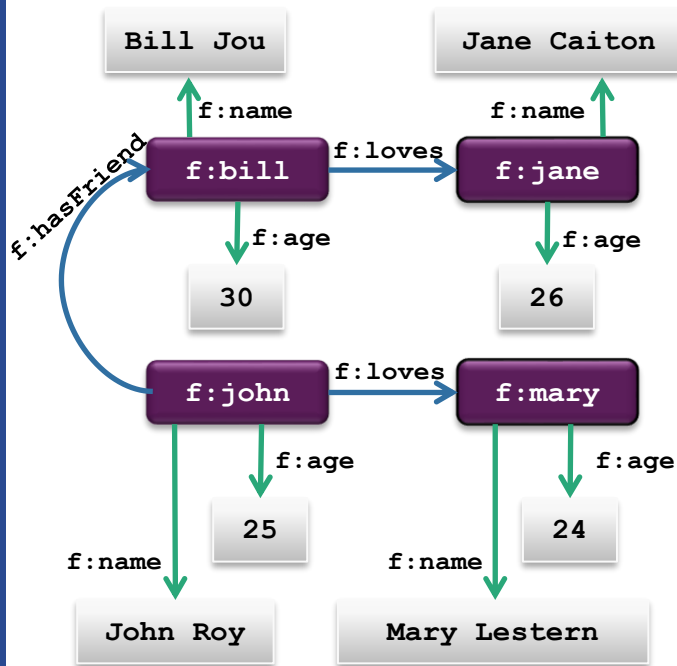 Bill Jou
Jane Caiton
f:name
f:name
f:hasFriend
f:bill
f:loves
f:jane
f:age
f:age
30
26
f:john
f:loves
f:mary
f:age
f:age
25
24
f:name
f:name
John Roy
Mary Lestern